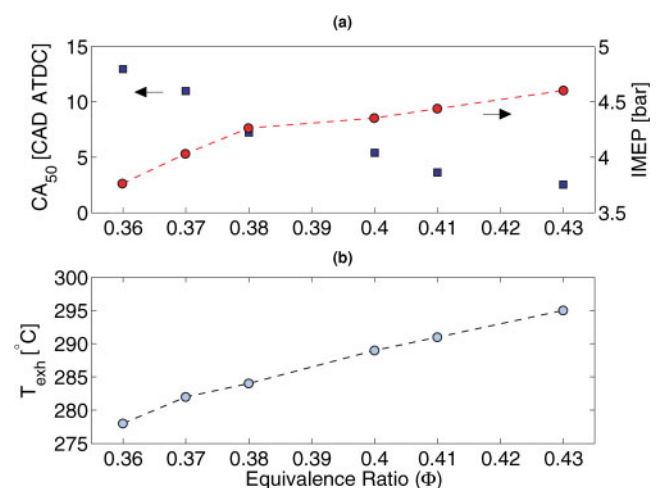 (a)
15
10
5
0
CA50 [CAD ATDC]
5
4.5
4
3.5
IMEP [bar]
0.36 0.37 0.38 0.39 0.4 0.41 0.42 0.43
(b)
300
295
290
285
280
275
Texh [°C]
0.36 0.37 0.38 0.39 0.4 0.41 0.42 0.43
Equivalence Ratio (Φ)